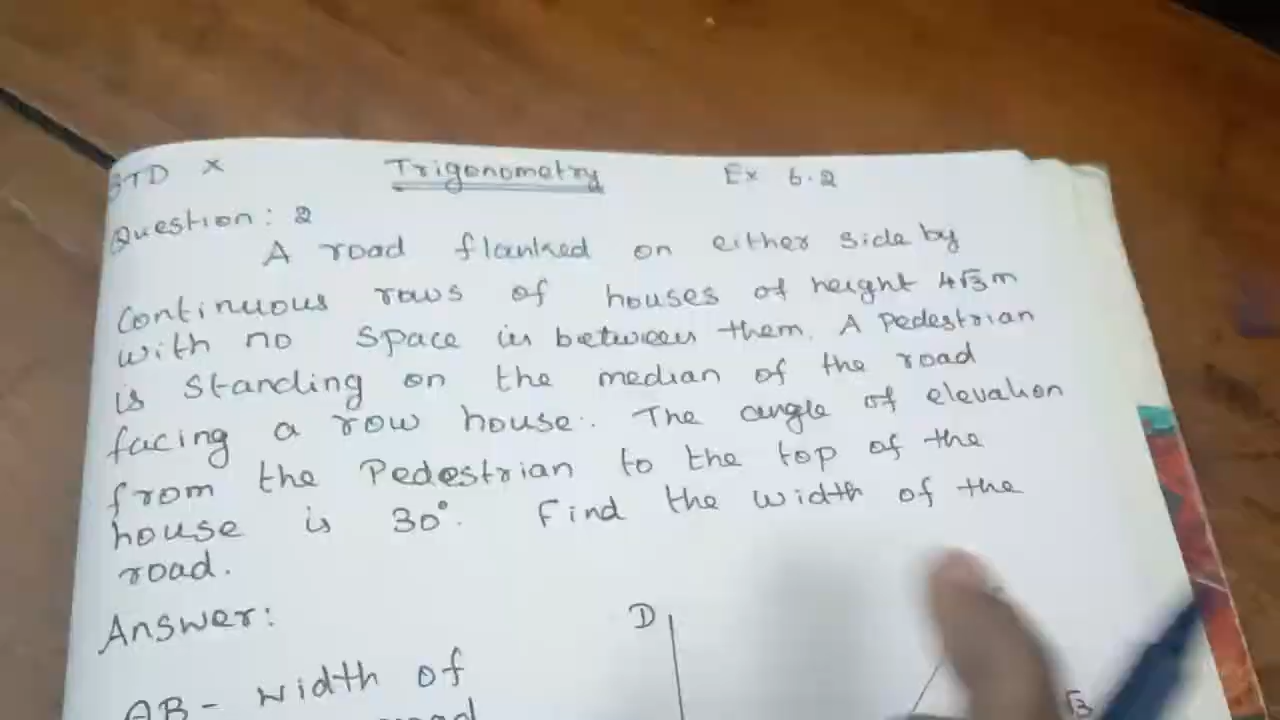 STD X Trigonometry Ex 6.2
Question: 2
A road flanked on either side by
continuous rows of houses of height 4√3m
with no space in between them. A Pedestrian
is standing on the median of the road
facing a row house. The angle of elevation
from the Pedestrian to the top of the
house is 30°. Find the width of the
road.
Answer:
D
AB - width of
road
√3